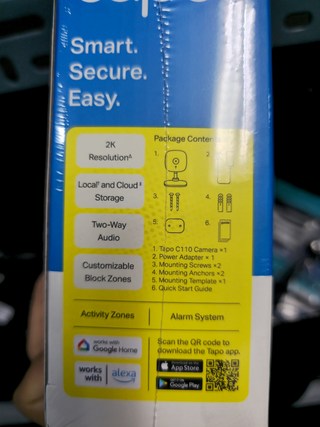 tapo
Smart.
Secure.
Easy.
2K
Resolution∆
Local† and Cloud‡
Storage
Two-Way
Audio
Customizable
Block Zones
Package Contents
1.
2.
3.
4.
5.
6.
1. Tapo C110 Camera ×1
2. Power Adapter × 1
3. Mounting Screws ×2
4. Mounting Anchors ×2
5. Mounting Template ×1
6. Quick Start Guide
Activity Zones
Alarm System
works with
Google Home
works
with
alexa
Scan the QR code to
download the Tapo app.
App Store
Google Play